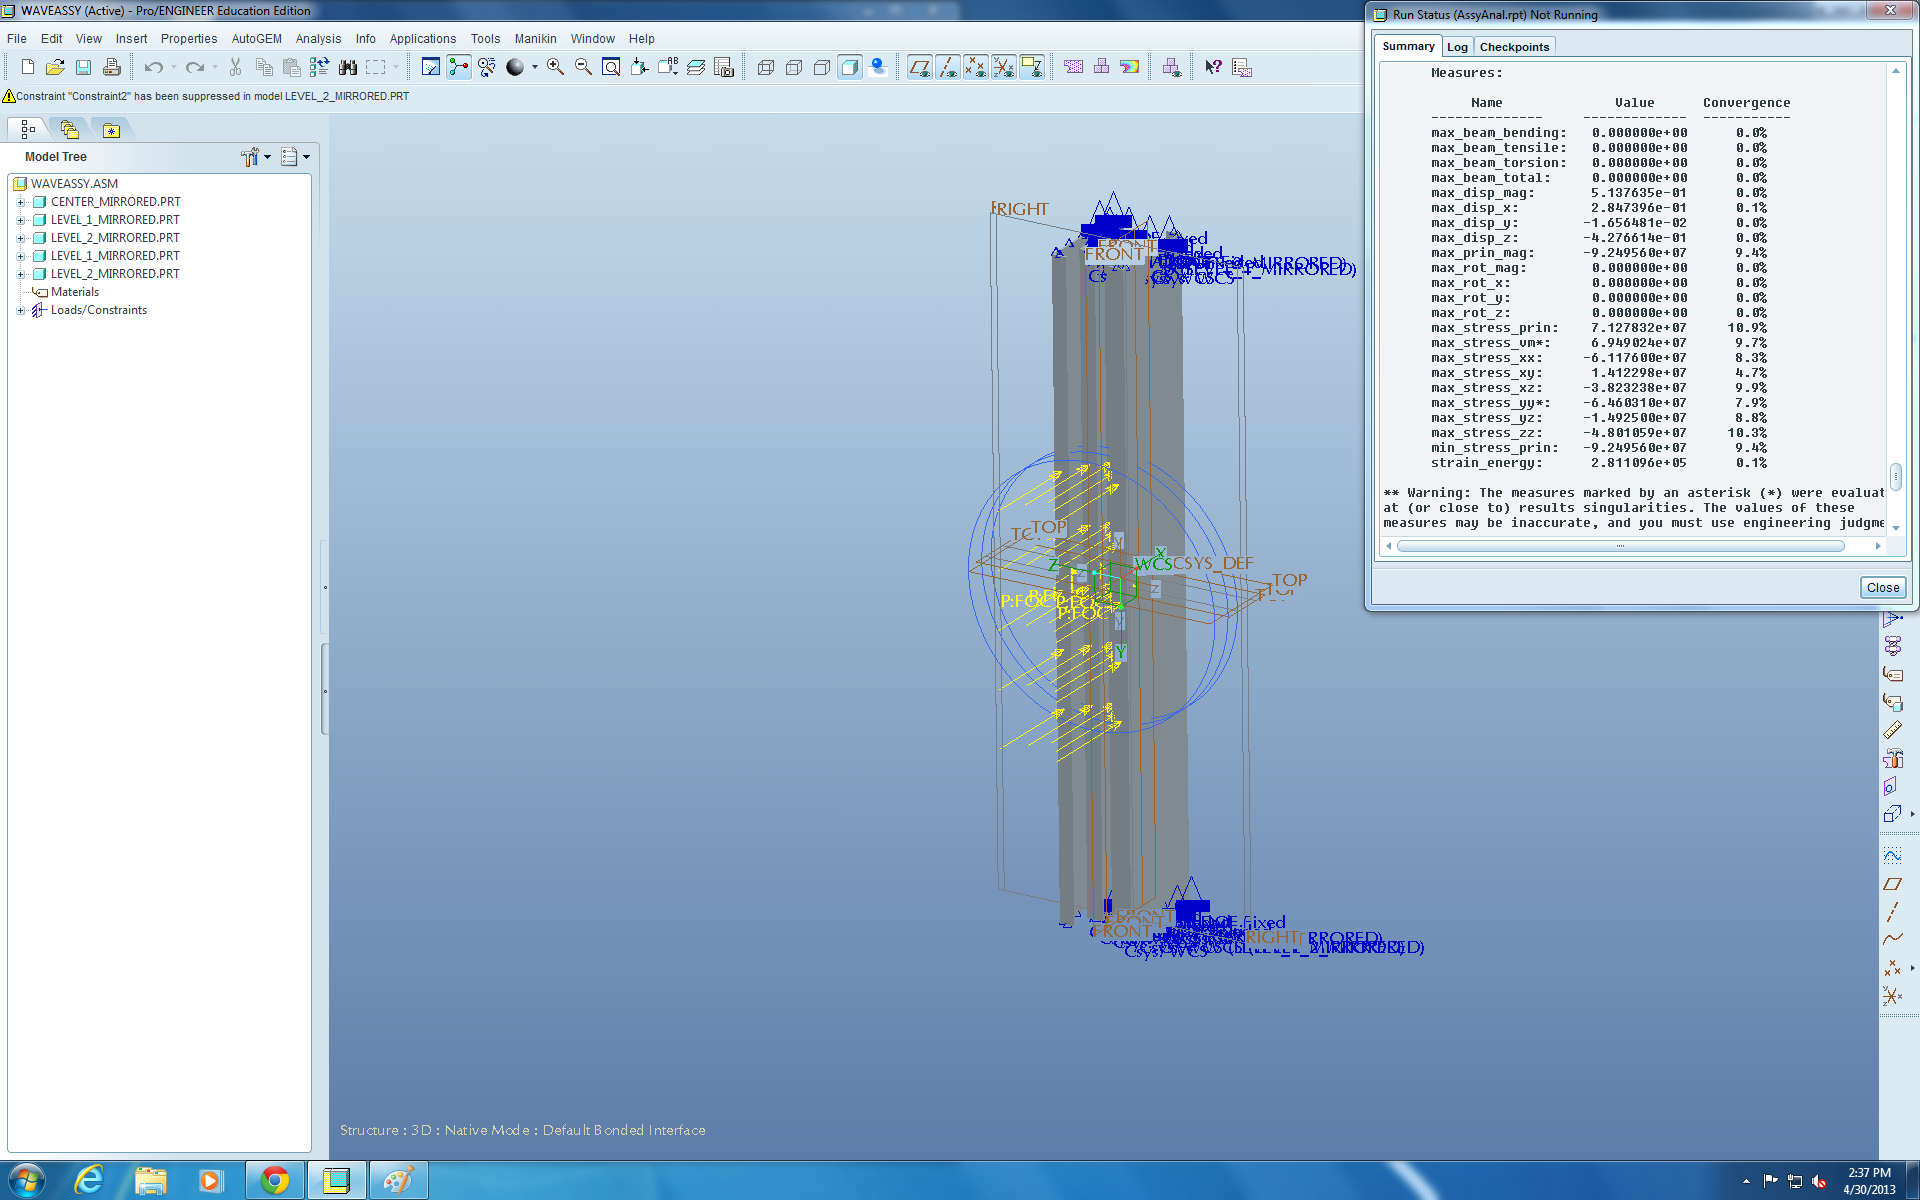 WAVEASSY (Active) - Pro/ENGINEER Education Edition
File Edit View Insert Properties AutoGEM Analysis Info Applications Tools Manikin Window Help
Constraint "Constraint2" has been suppressed in model LEVEL_2_MIRRORED.PRT
Model Tree
WAVEASSY.ASM
CENTER_MIRRORED.PRT
LEVEL_1_MIRRORED.PRT
LEVEL_2_MIRRORED.PRT
LEVEL_1_MIRRORED.PRT
LEVEL_2_MIRRORED.PRT
Materials
Loads/Constraints
RIGHT
FRONT
FRONT
TOP
WCS
CSYS_DEF
TOP
X
Z
Y
FRONT
FRONT
RIGHT
Structure : 3D : Native Mode : Default Bonded Interface
Run Status (AssyAnal.rpt) Not Running
Summary Log Checkpoints
Measures:
Name Value Convergence
-------------- ------------- -----------
max_beam_bending: 0.000000e+00 0.0%
max_beam_tensile: 0.000000e+00 0.0%
max_beam_torsion: 0.000000e+00 0.0%
max_beam_total: 0.000000e+00 0.0%
max_disp_mag: 5.137635e-01 0.0%
max_disp_x: 2.847396e-01 0.1%
max_disp_y: -1.656481e-02 0.0%
max_disp_z: -4.276614e-01 0.0%
max_prin_mag: -9.249560e+07 9.4%
max_rot_mag: 0.000000e+00 0.0%
max_rot_x: 0.000000e+00 0.0%
max_rot_y: 0.000000e+00 0.0%
max_rot_z: 0.000000e+00 0.0%
max_stress_prin: 7.127832e+07 10.9%
max_stress_vm*: 6.949024e+07 9.7%
max_stress_xx: -6.117600e+07 8.3%
max_stress_xy: 1.412298e+07 4.7%
max_stress_xz: -3.823238e+07 9.9%
max_stress_yy*: -6.460310e+07 7.9%
max_stress_yz: -1.492500e+07 8.8%
max_stress_zz: -4.801059e+07 10.3%
min_stress_prin: -9.249560e+07 9.4%
strain_energy: 2.811096e+05 0.1%
** Warning: The measures marked by an asterisk (*) were evaluat
at (or close to) results singularities. The values of these
measures may be inaccurate, and you must use engineering judgme
Close
2:37 PM
4/30/2013